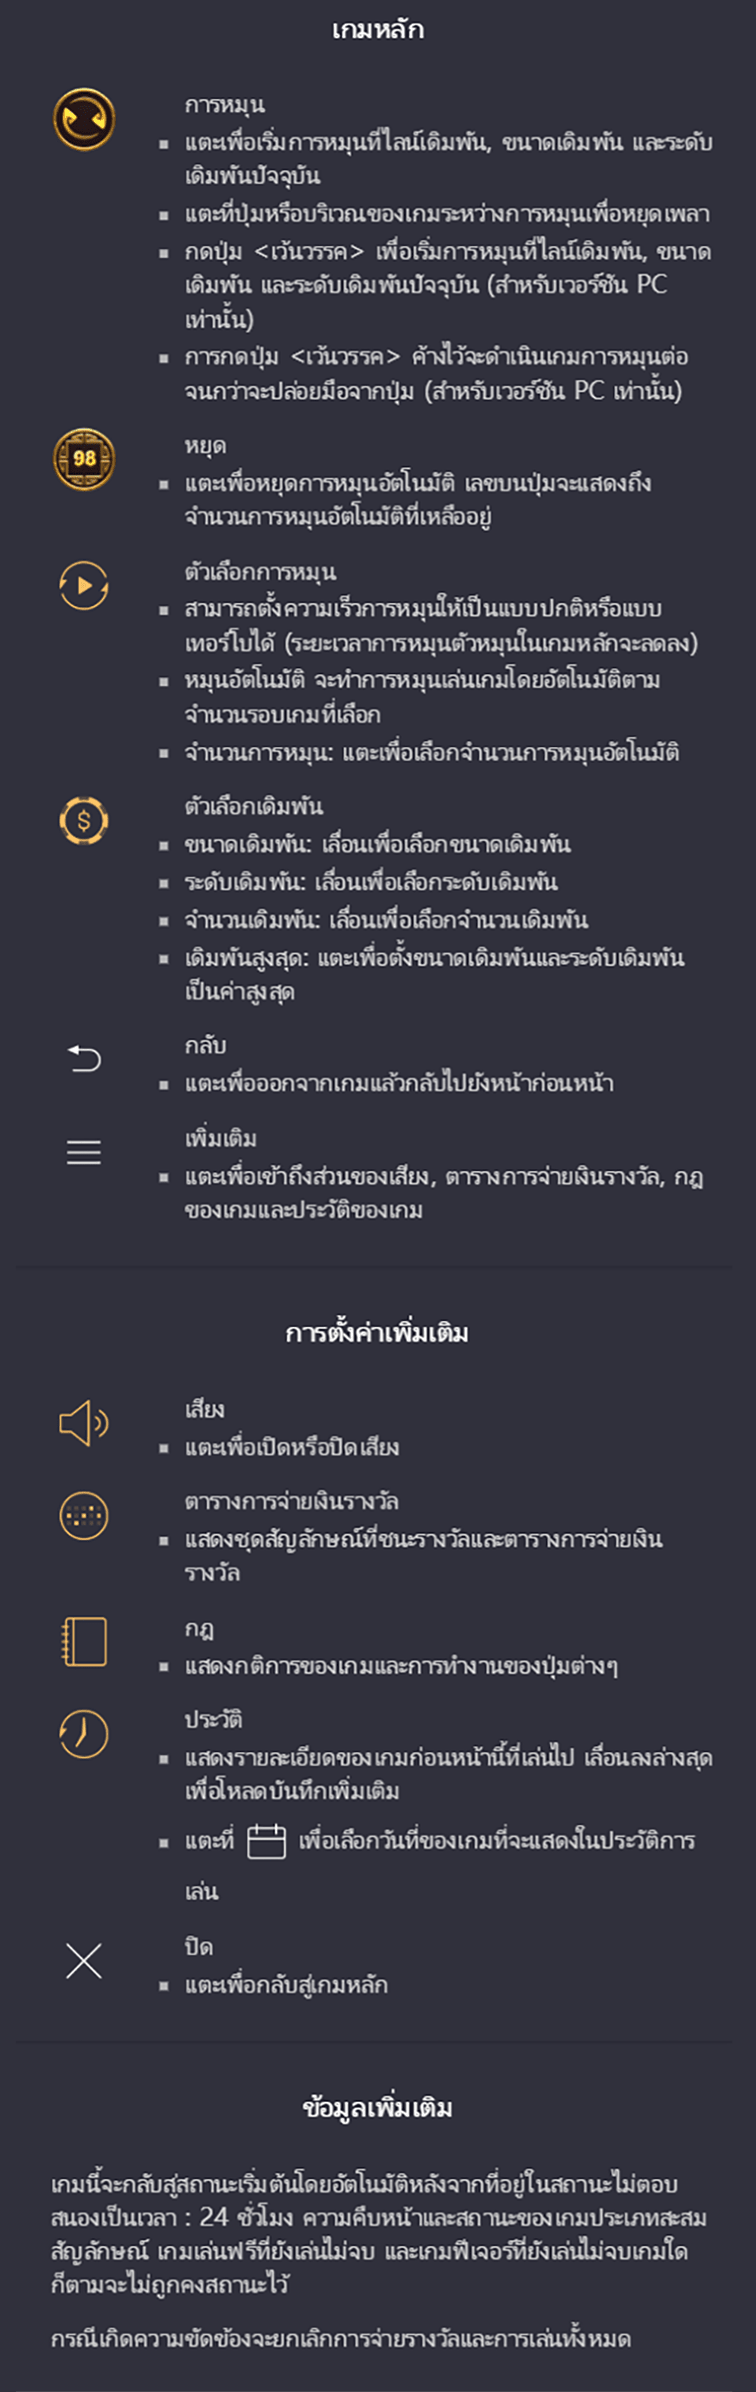 เกมหลัก
การหมุน
แตะเพื่อเริ่มการหมุนที่ไลน์เดิมพัน, ขนาดเดิมพัน และระดับ
เดิมพันปัจจุบัน
แตะที่ปุ่มหรือบริเวณของเกมระหว่างการหมุนเพื่อหยุดเพลา
กดปุ่ม <เว้นวรรค> เพื่อเริ่มการหมุนที่ไลน์เดิมพัน, ขนาด
เดิมพัน และระดับเดิมพันปัจจุบัน (สำหรับเวอร์ชัน PC
เท่านั้น)
การกดปุ่ม <เว้นวรรค> ค้างไว้จะดำเนินเกมการหมุนต่อ
จนกว่าจะปล่อยมือจากปุ่ม (สำหรับเวอร์ชัน PC เท่านั้น)
98
หยุด
แตะเพื่อหยุดการหมุนอัตโนมัติ เลขบนปุ่มจะแสดงถึง
จำนวนการหมุนอัตโนมัติที่เหลืออยู่
ตัวเลือกการหมุน
สามารถตั้งความเร็วการหมุนให้เป็นแบบปกติหรือแบบ
เทอร์โบได้ (ระยะเวลาการหมุนตัวหมุนในเกมหลักจะลดลง)
หมุนอัตโนมัติ จะทำการหมุนเล่นเกมโดยอัตโนมัติตาม
จำนวนรอบเกมที่เลือก
จำนวนการหมุน: แตะเพื่อเลือกจำนวนการหมุนอัตโนมัติ
$
ตัวเลือกเดิมพัน
ขนาดเดิมพัน: เลื่อนเพื่อเลือกขนาดเดิมพัน
ระดับเดิมพัน: เลื่อนเพื่อเลือกระดับเดิมพัน
จำนวนเดิมพัน: เลื่อนเพื่อเลือกจำนวนเดิมพัน
เดิมพันสูงสุด: แตะเพื่อตั้งขนาดเดิมพันและระดับเดิมพัน
เป็นค่าสูงสุด
กลับ
แตะเพื่อออกจากเกมแล้วกลับไปยังหน้าก่อนหน้า
เพิ่มเติม
แตะเพื่อเข้าถึงส่วนของเสียง, ตารางการจ่ายเงินรางวัล, กฎ
ของเกมและประวัติของเกม
การตั้งค่าเพิ่มเติม
เสียง
แตะเพื่อเปิดหรือปิดเสียง
ตารางการจ่ายเงินรางวัล
แสดงชุดสัญลักษณ์ที่ชนะรางวัลและตารางการจ่ายเงิน
รางวัล
กฎ
แสดงกติการของเกมและการทำงานของปุ่มต่างๆ
ประวัติ
แสดงรายละเอียดของเกมก่อนหน้านี้ที่เล่นไป เลื่อนลงล่างสุด
เพื่อโหลดบันทึกเพิ่มเติม
แตะที่ เพื่อเลือกวันที่ของเกมที่จะแสดงในประวัติการ
เล่น
ปิด
แตะเพื่อกลับสู่เกมหลัก
ข้อมูลเพิ่มเติม
เกมนี้จะกลับสู่สถานะเริ่มต้นโดยอัตโนมัติหลังจากที่อยู่ในสถานะไม่ตอบ
สนองเป็นเวลา : 24 ชั่วโมง ความคืบหน้าและสถานะของเกมประเภทสะสม
สัญลักษณ์ เกมเล่นฟรีที่ยังเล่นไม่จบ และเกมฟีเจอร์ที่ยังเล่นไม่จบเกมใด
ก็ตามจะไม่ถูกคงสถานะไว้
กรณีเกิดความขัดข้องจะยกเลิกการจ่ายรางวัลและการเล่นทั้งหมด